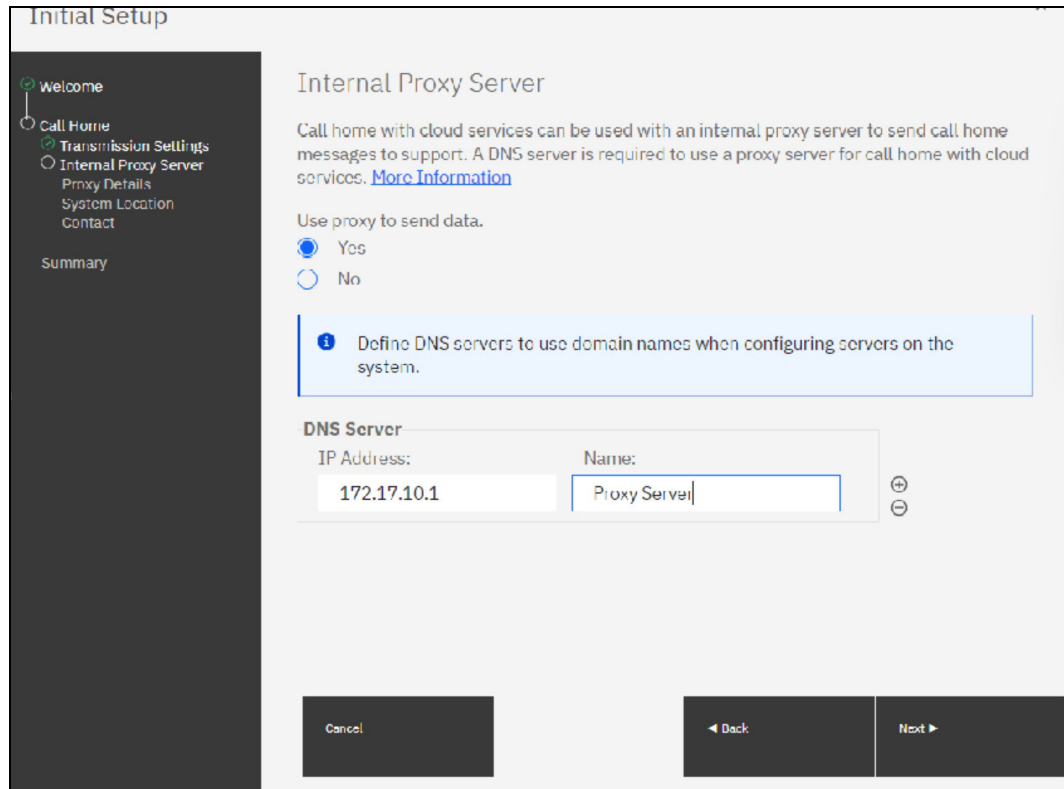 Initial Setup
Welcome
Call Home
Transmission Settings
Internal Proxy Server
Proxy Details
System Location
Contact
Summary
Internal Proxy Server
Call home with cloud services can be used with an internal proxy server to send call home
messages to support. A DNS server is required to use a proxy server for call home with cloud
services. More Information
Use proxy to send data.
Yes
No
Define DNS servers to use domain names when configuring servers on the
system.
DNS Server
IP Address: Name:
172.17.10.1 Proxy Server
Cancel Back Next